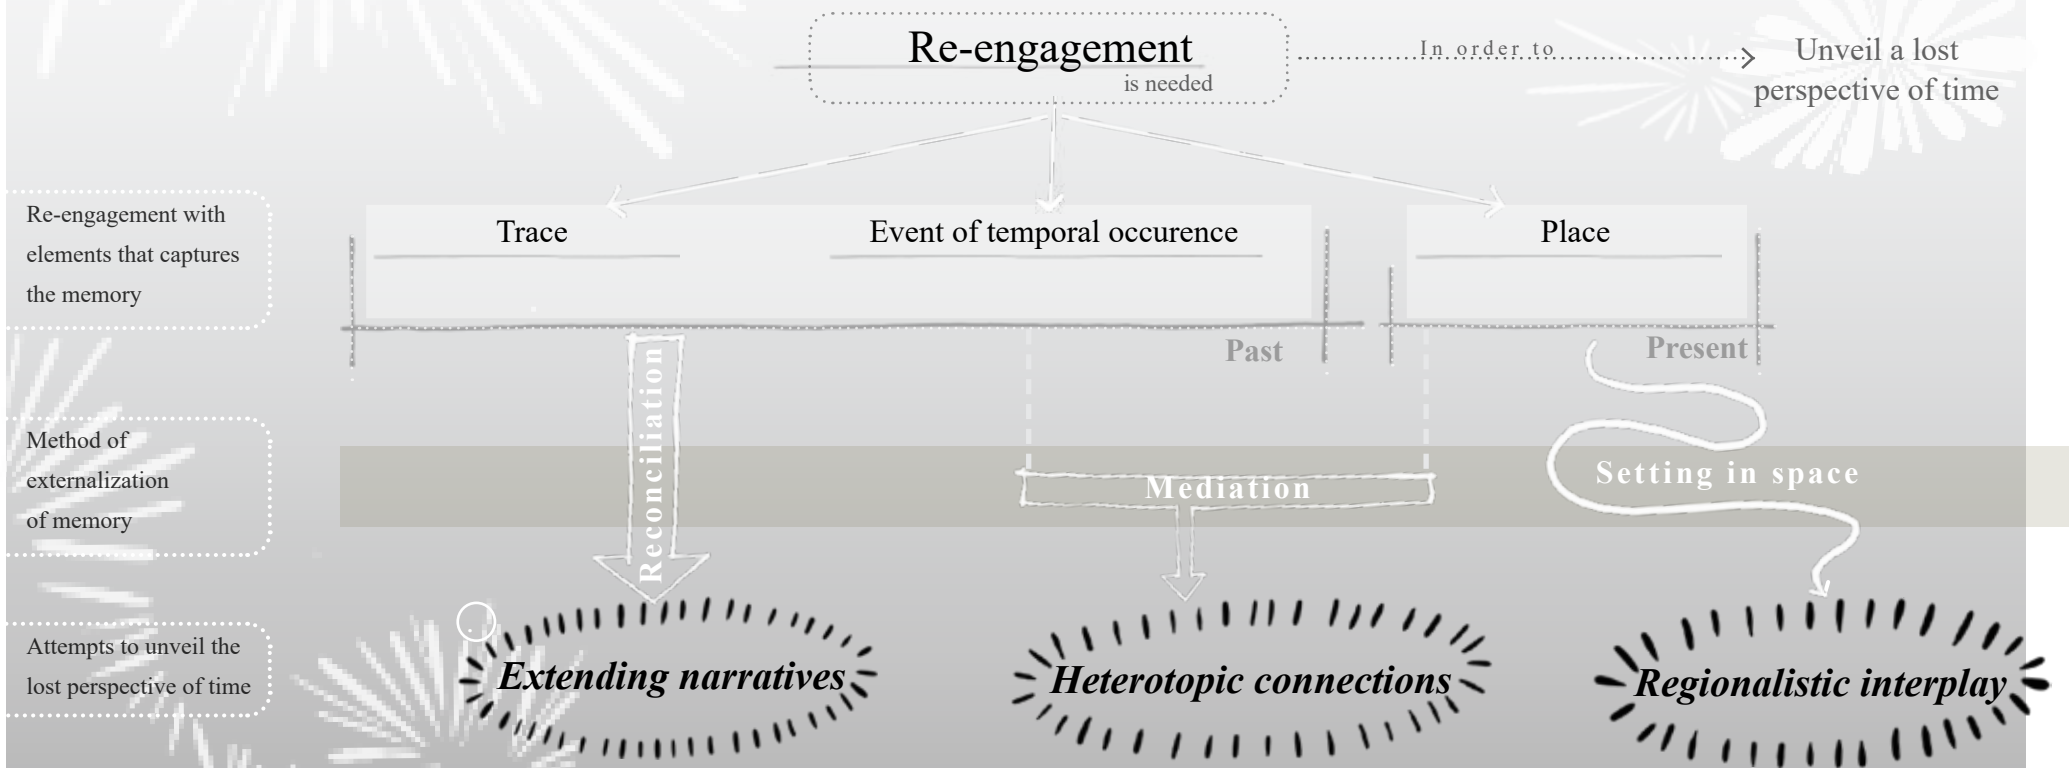 Re-engagement
is needed
In order to
Unveil a lost
perspective of time
Re-engagement with
elements that captures
the memory
Trace
Event of temporal occurence
Place
Past
Present
Method of
externalization
of memory
Reconciliation
Mediation
Setting in space
Attempts to unveil the
lost perspective of time
Extending narratives
Heterotopic connections
Regionalistic interplay